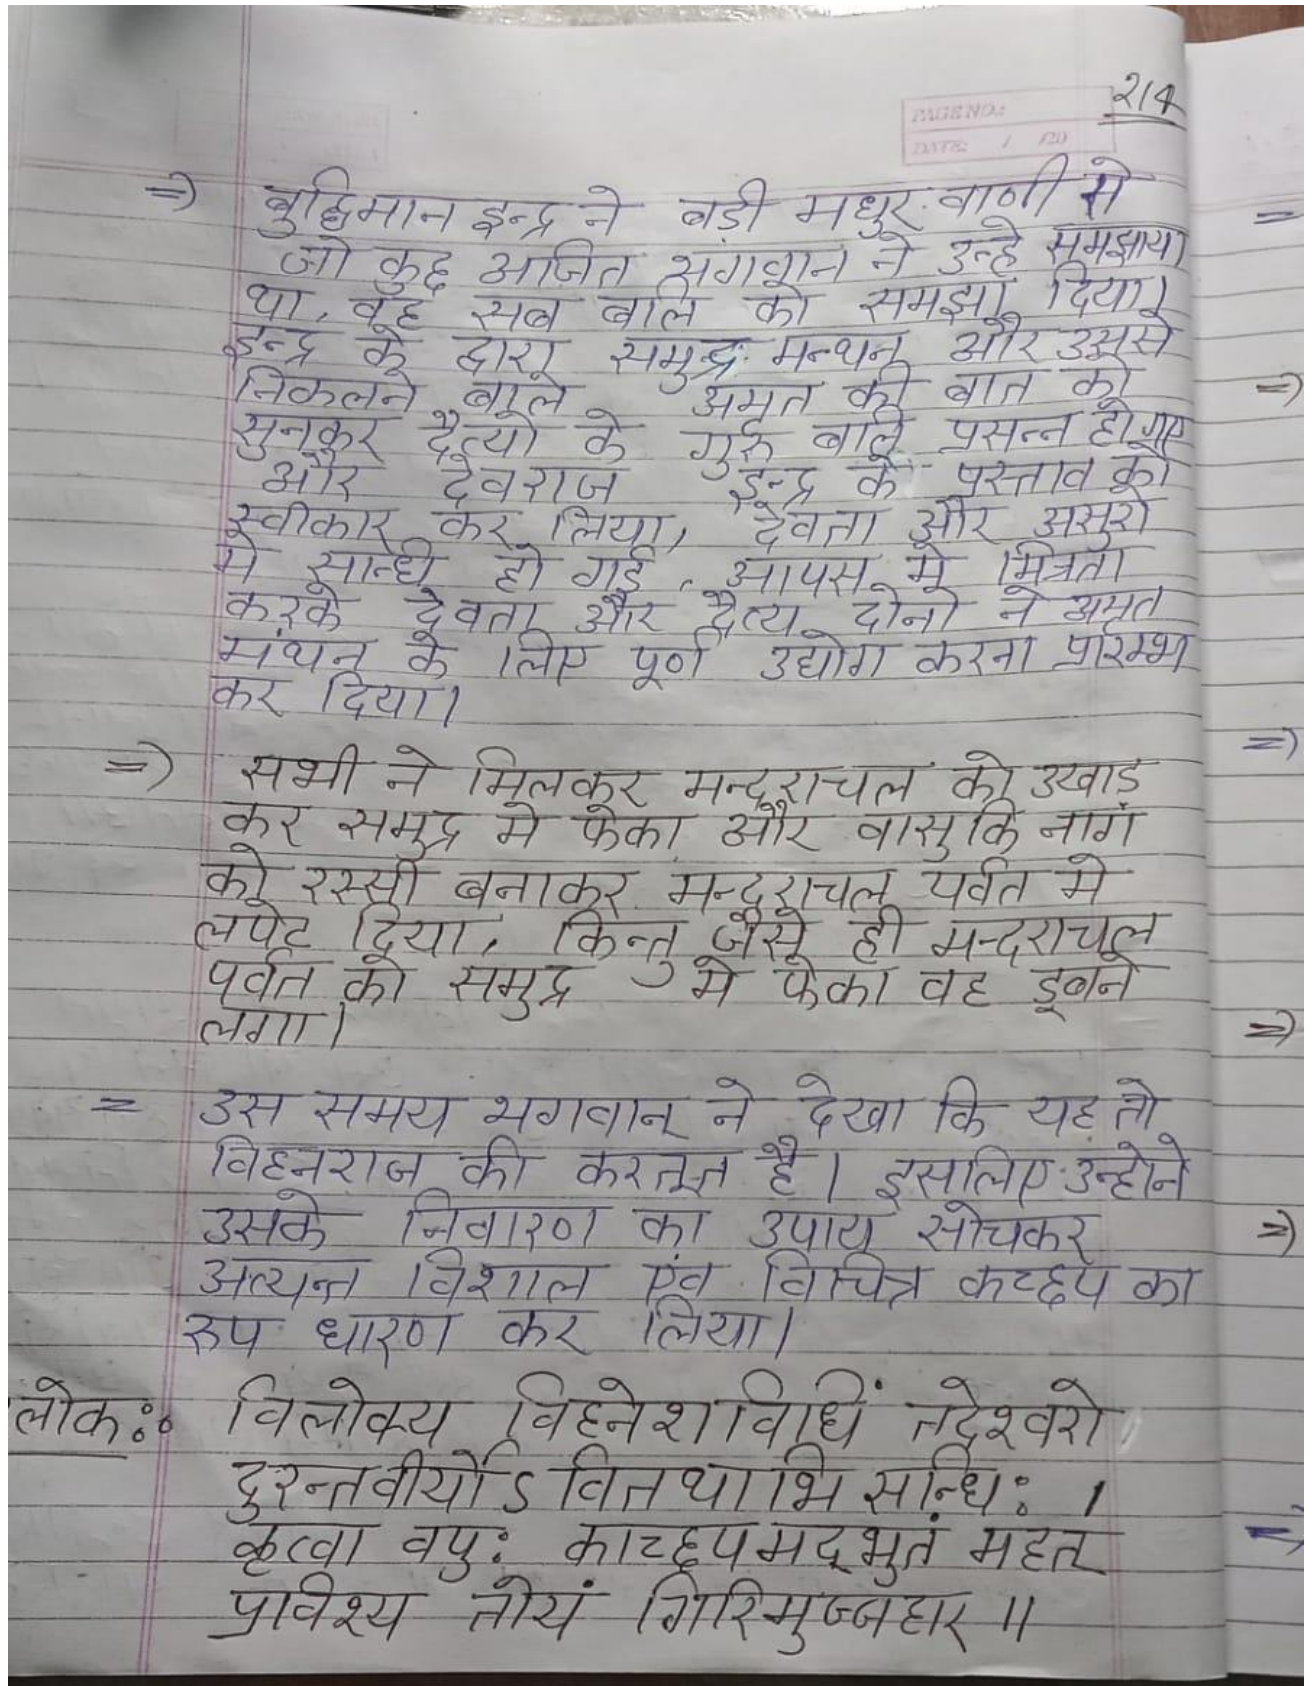 214
PAGE NO.:
DATE: / /20
=) बुद्धिमान इन्द्र ने बडी मधुर वाणी से
जो कुछ अजित भगवान ने उन्हे समझाया
था, वह सब बलि को समझा दिया।
इन्द्र के द्वारा समुद्र मन्थन और उससे
निकलने वाले अमृत की बात को
सुनकर दैत्यो के गुरु बलि प्रसन्न हो गए
और देवराज इन्द्र के प्रस्ताव को
स्वीकार कर लिया, देवता और असुरो
मे सन्धि हो गई, आपस मे मित्रता
करके देवता और दैत्य दोनो ने अमृत
मंथन के लिए पूर्ण उद्योग करना प्रारम्भ
कर दिया।
=) सभी ने मिलकर मन्दराचल को उखाड
कर समुद्र मे फेका और वासुकि नाग
को रस्सी बनाकर मन्दराचल पर्वत मे
लपेट दिया, किन्तु जैसे ही मन्दराचल
पर्वत को समुद्र मे फेका वह डूबने
लगा।
= उस समय भगवान् ने देखा कि यह तो
विह्नराज की करतूत है। इसलिए उन्होने
उसके निवारण का उपाय सोचकर
अत्यन्त विशाल एंव विचित्र कच्छप का
रुप धारण कर लिया।
लोकः विलोक्य विह्नेशविधिं तदेश्वरो
दुरन्तवीर्योऽवितथाभिसन्धिः ।
कृत्वा वपुः काच्छपमद्भुतं महत्
प्रविश्य तोयं गिरिमुज्जहार ॥